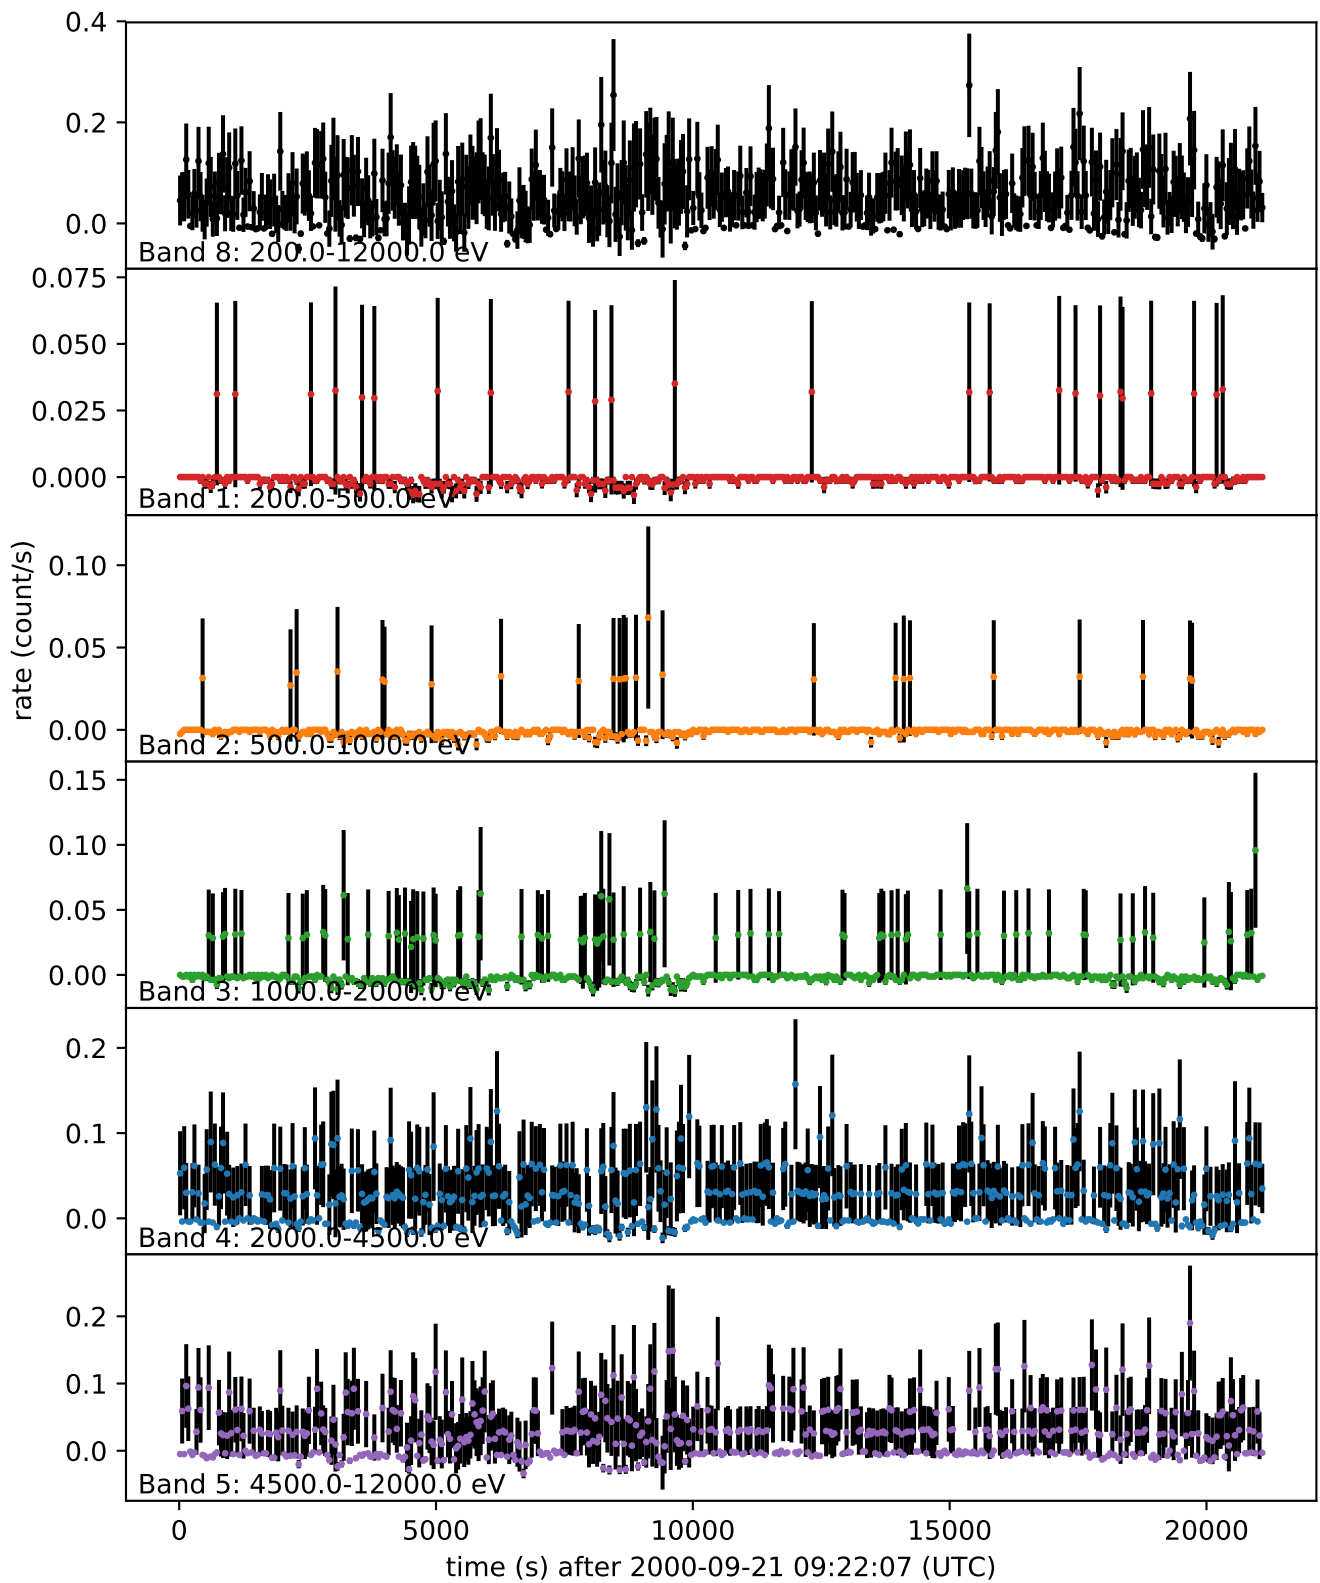 0.4
0.2
0.0
Band 8: 200.0-12000.0 eV
0.075
0.050
0.025
0.000
Band 1: 200.0-500.0 eV
0.10
0.05
0.00
Band 2: 500.0-1000.0 eV
rate (count/s)
0.15
0.10
0.05
0.00
Band 3: 1000.0-2000.0 eV
0.2
0.1
0.0
Band 4: 2000.0-4500.0 eV
0.2
0.1
0.0
Band 5: 4500.0-12000.0 eV
0 5000 10000 15000 20000
time (s) after 2000-09-21 09:22:07 (UTC)